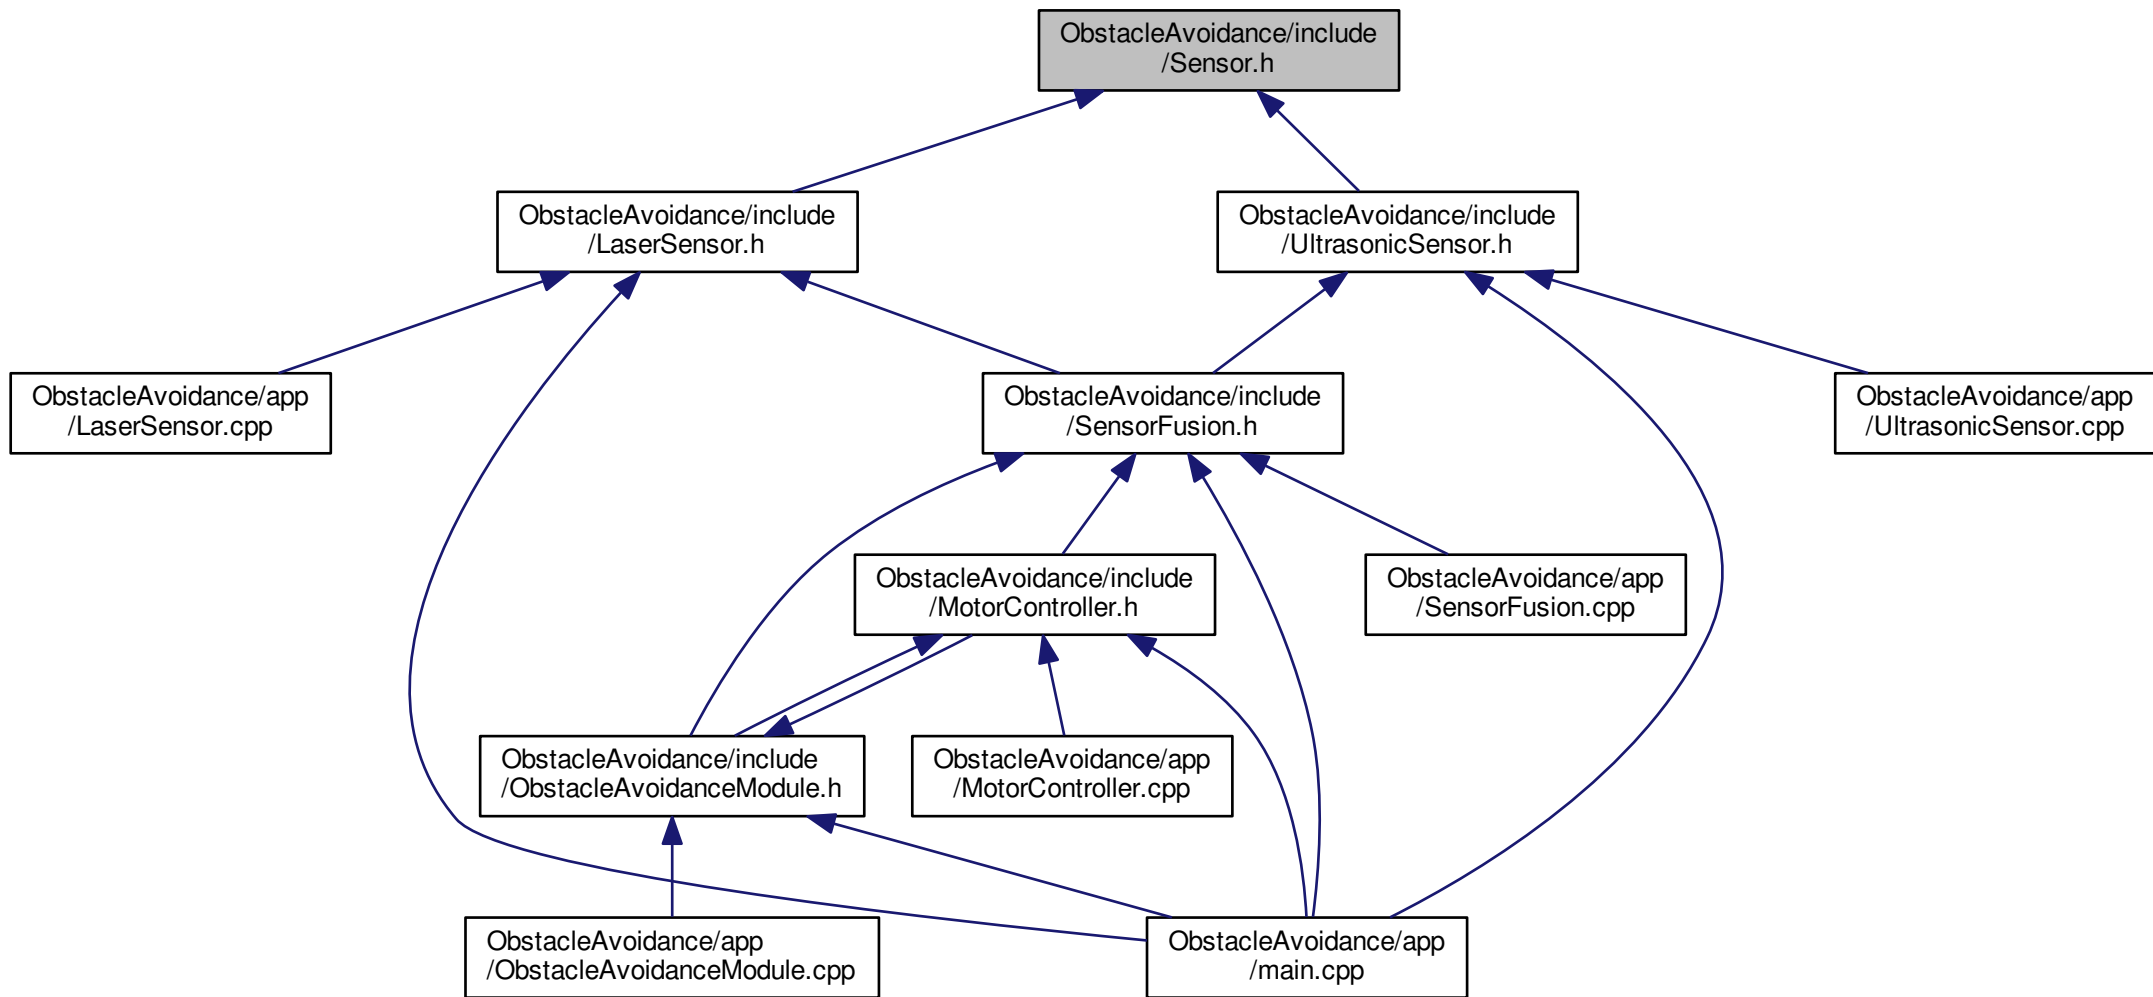 ObstacleAvoidance/include
/Sensor.h
ObstacleAvoidance/include
/LaserSensor.h
ObstacleAvoidance/include
/UltrasonicSensor.h
ObstacleAvoidance/app
/LaserSensor.cpp
ObstacleAvoidance/include
/SensorFusion.h
ObstacleAvoidance/app
/UltrasonicSensor.cpp
ObstacleAvoidance/include
/MotorController.h
ObstacleAvoidance/app
/SensorFusion.cpp
ObstacleAvoidance/include
/ObstacleAvoidanceModule.h
ObstacleAvoidance/app
/MotorController.cpp
ObstacleAvoidance/app
/ObstacleAvoidanceModule.cpp
ObstacleAvoidance/app
/main.cpp